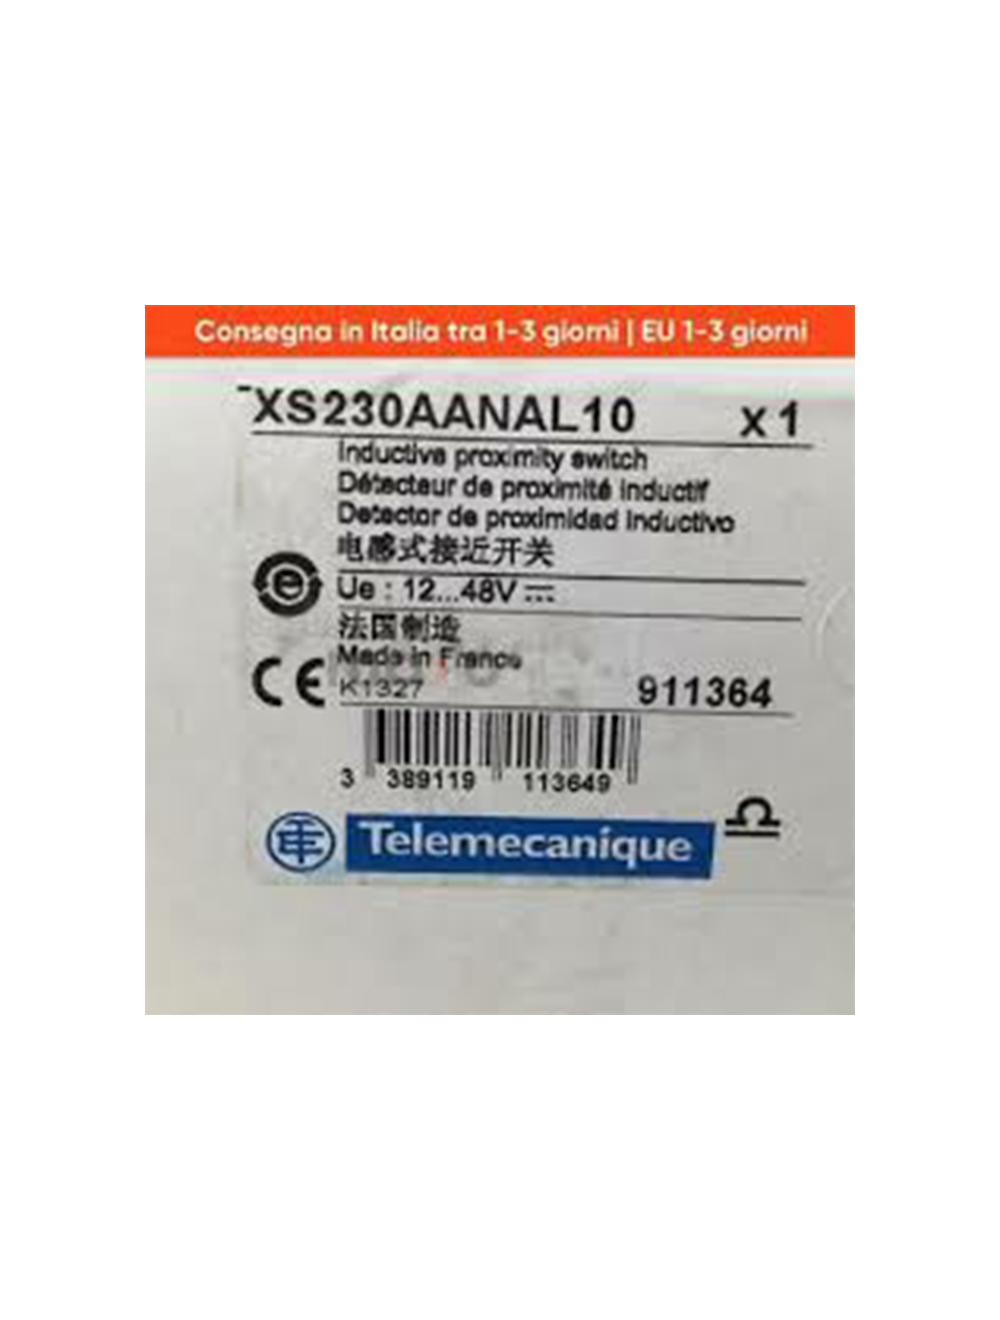 Consegna in Italia tra 1-3 giorni | EU 1-3 giorni
XS230AANAL10 x 1
Inductive proximity switch
Détecteur de proximité inductif
Detector de proximidad inductivo
电感式接近开关
Ue : 12...48V
法国制造
Made in France
K1327 911364
3 389119 113649
Telemecanique